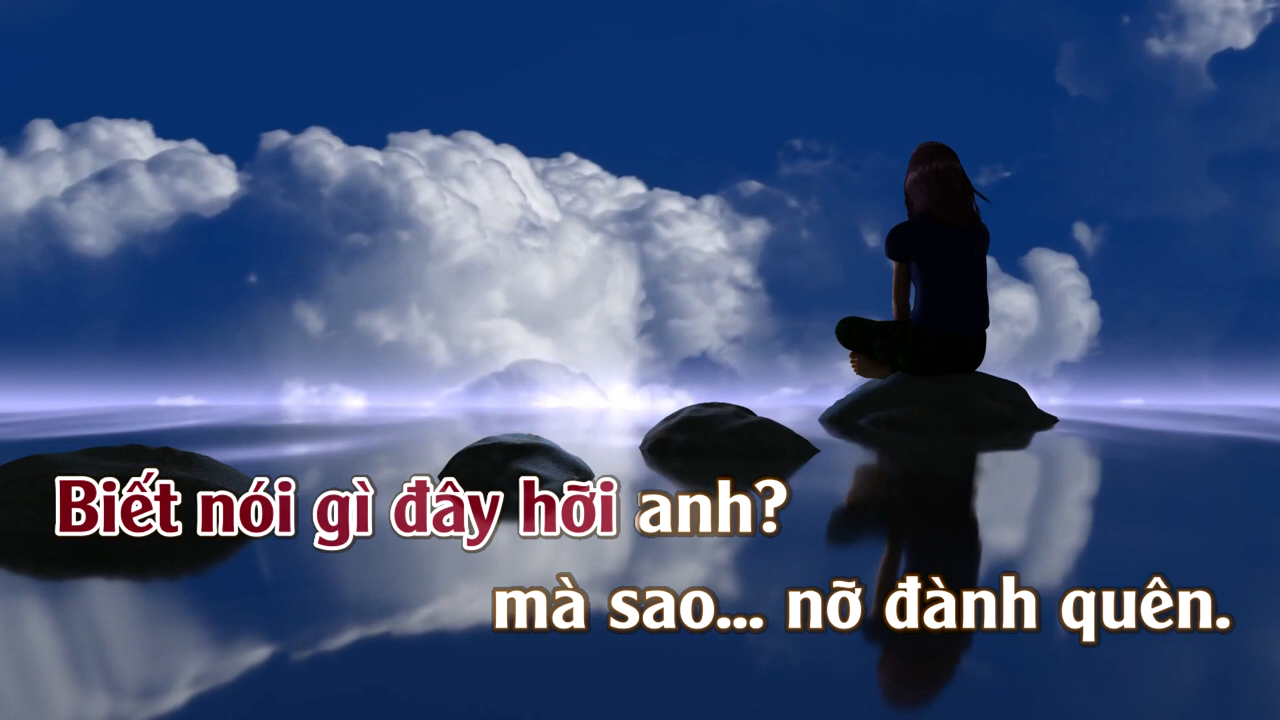 Biết nói gì đây hỡi anh?
mà sao... nỡ đành quên.